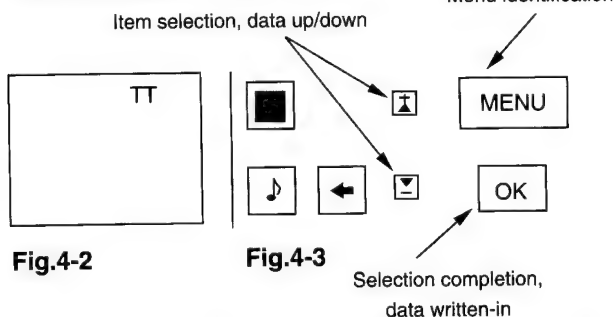 Menu identification
Item selection, data up/down
TT
MENU
OK
Fig.4-2
Fig.4-3
Selection completion,
data written-in